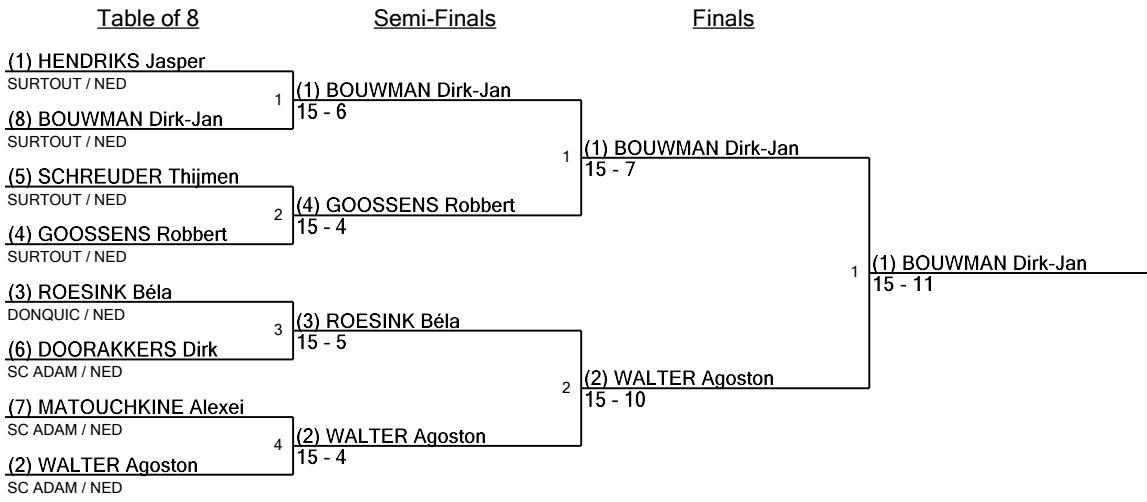 Table of 8
Semi-Finals
Finals
(1) HENDRIKS Jasper
SURTOUT / NED
1
(1) BOUWMAN Dirk-Jan
15 - 6
(8) BOUWMAN Dirk-Jan
SURTOUT / NED
1
(1) BOUWMAN Dirk-Jan
15 - 7
(5) SCHREUDER Thijmen
SURTOUT / NED
2
(4) GOOSSENS Robbert
15 - 4
(4) GOOSSENS Robbert
SURTOUT / NED
1
(1) BOUWMAN Dirk-Jan
15 - 11
(3) ROESINK Béla
DONQUIC / NED
3
(3) ROESINK Béla
15 - 5
(6) DOORAKKERS Dirk
SC ADAM / NED
2
(2) WALTER Agoston
15 - 10
(7) MATOUCHKINE Alexei
SC ADAM / NED
4
(2) WALTER Agoston
15 - 4
(2) WALTER Agoston
SC ADAM / NED